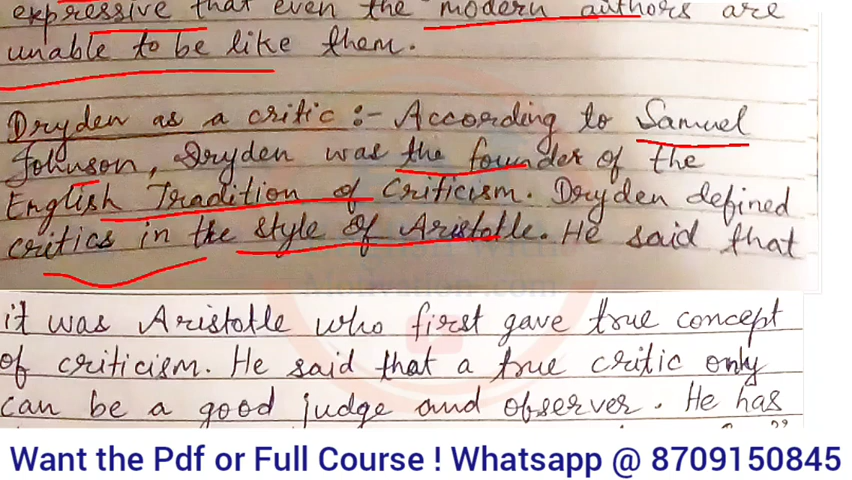 expressive that even the modern authors are
unable to be like them.
Dryden as a critic :- According to Samuel
Johnson, Dryden was the founder of the
English Tradition of Criticism. Dryden defined
critics in the style of Aristotle. He said that
it was Aristotle who first gave true concept
of criticism. He said that a true critic only
can be a good judge and observer. He has
Want the Pdf or Full Course ! Whatsapp @ 8709150845